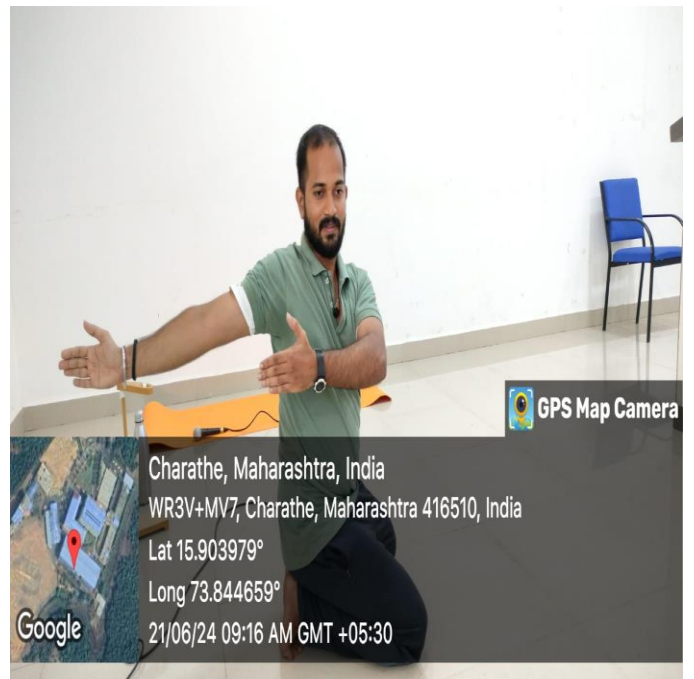 GPS Map Camera
Charathe, Maharashtra, India
WR3V+MV7, Charathe, Maharashtra 416510, India
Lat 15.903979°
Long 73.844659°
21/06/24 09:16 AM GMT +05:30
Google